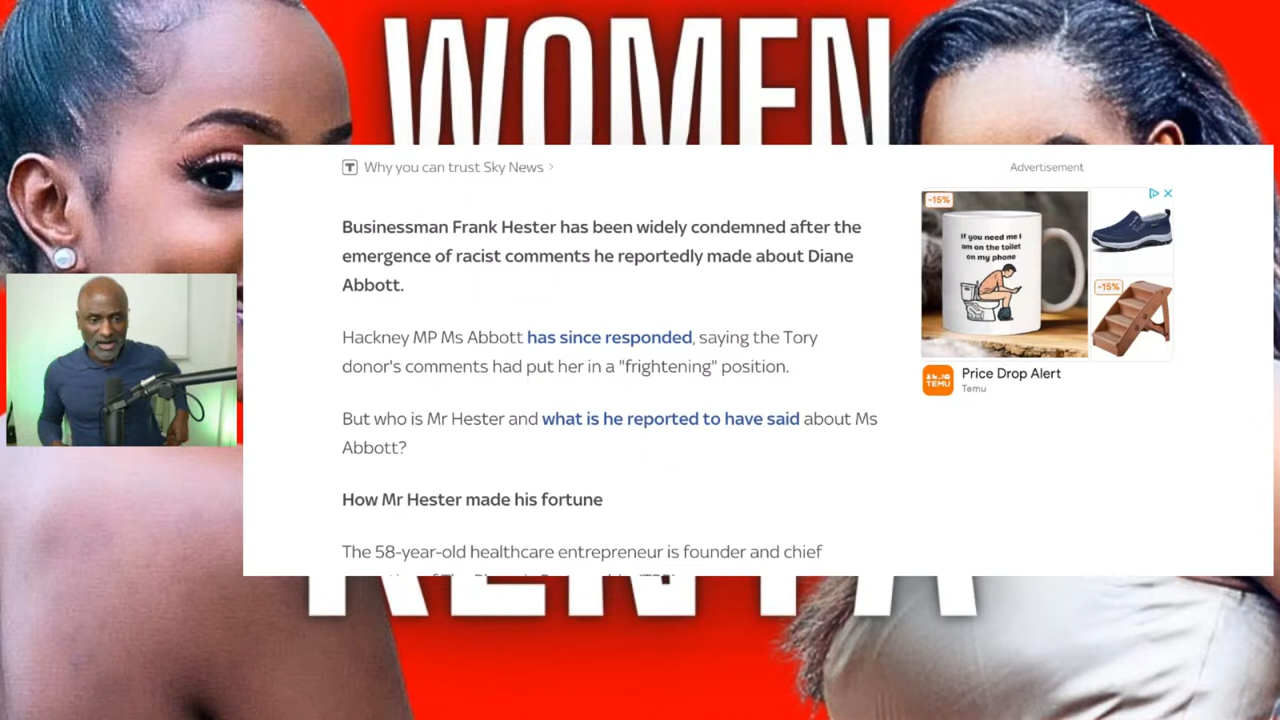 WOMEN
Why you can trust Sky News >
Advertisement
Businessman Frank Hester has been widely condemned after the
emergence of racist comments he reportedly made about Diane
Abbott.
Hackney MP Ms Abbott has since responded, saying the Tory
donor's comments had put her in a "frightening" position.
But who is Mr Hester and what is he reported to have said about Ms
Abbott?
How Mr Hester made his fortune
The 58-year-old healthcare entrepreneur is founder and chief
-15%
If you need me I
am on the toilet
on my phone
-15%
TEMU
Price Drop Alert
Temu
KENYA